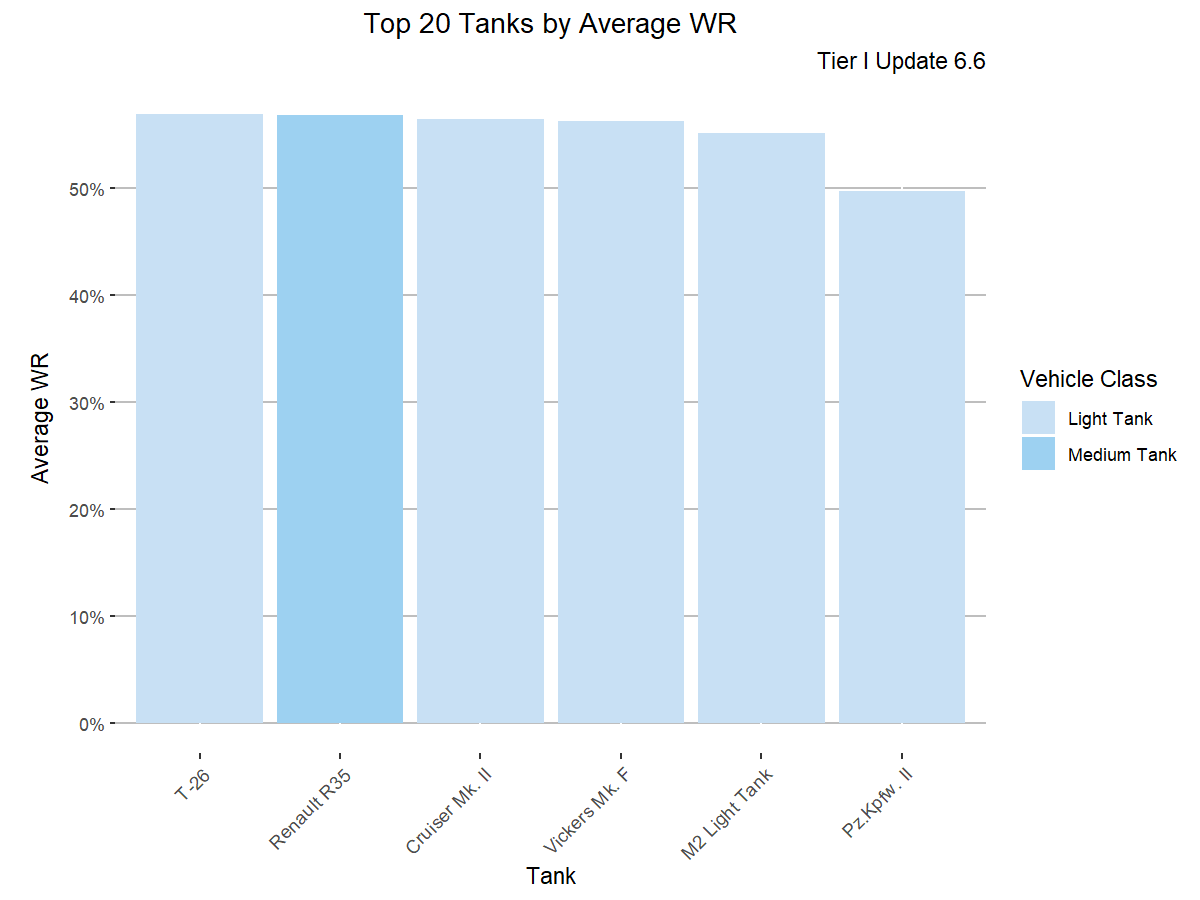 Top 20 Tanks by Average WR
Tier I Update 6.6
50%
40%
30%
20%
10%
0%
Average WR
T-26
Renault R35
Cruiser Mk. II
Vickers Mk. F
M2 Light Tank
Pz.Kpfw. II
Tank
Vehicle Class
Light Tank
Medium Tank